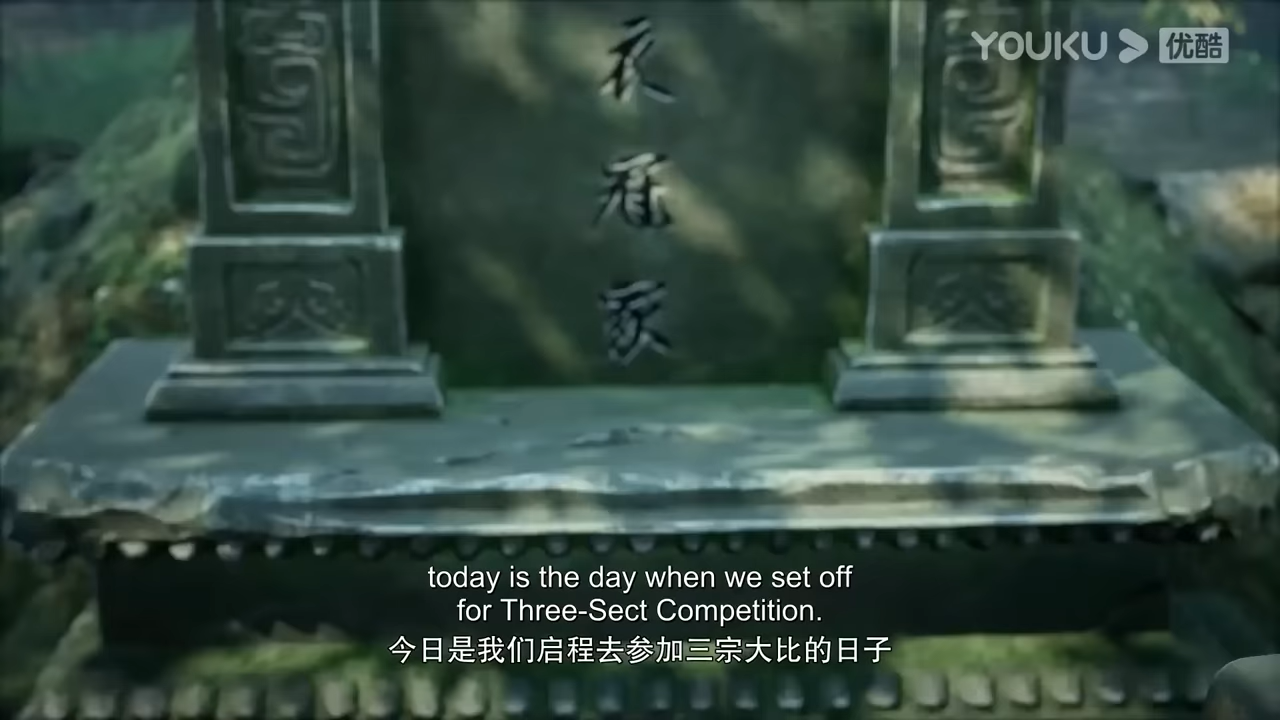 YOUKU 优酷
衣
冢
today is the day when we set off
for Three-Sect Competition.
今日是我们启程去参加三宗大比的日子